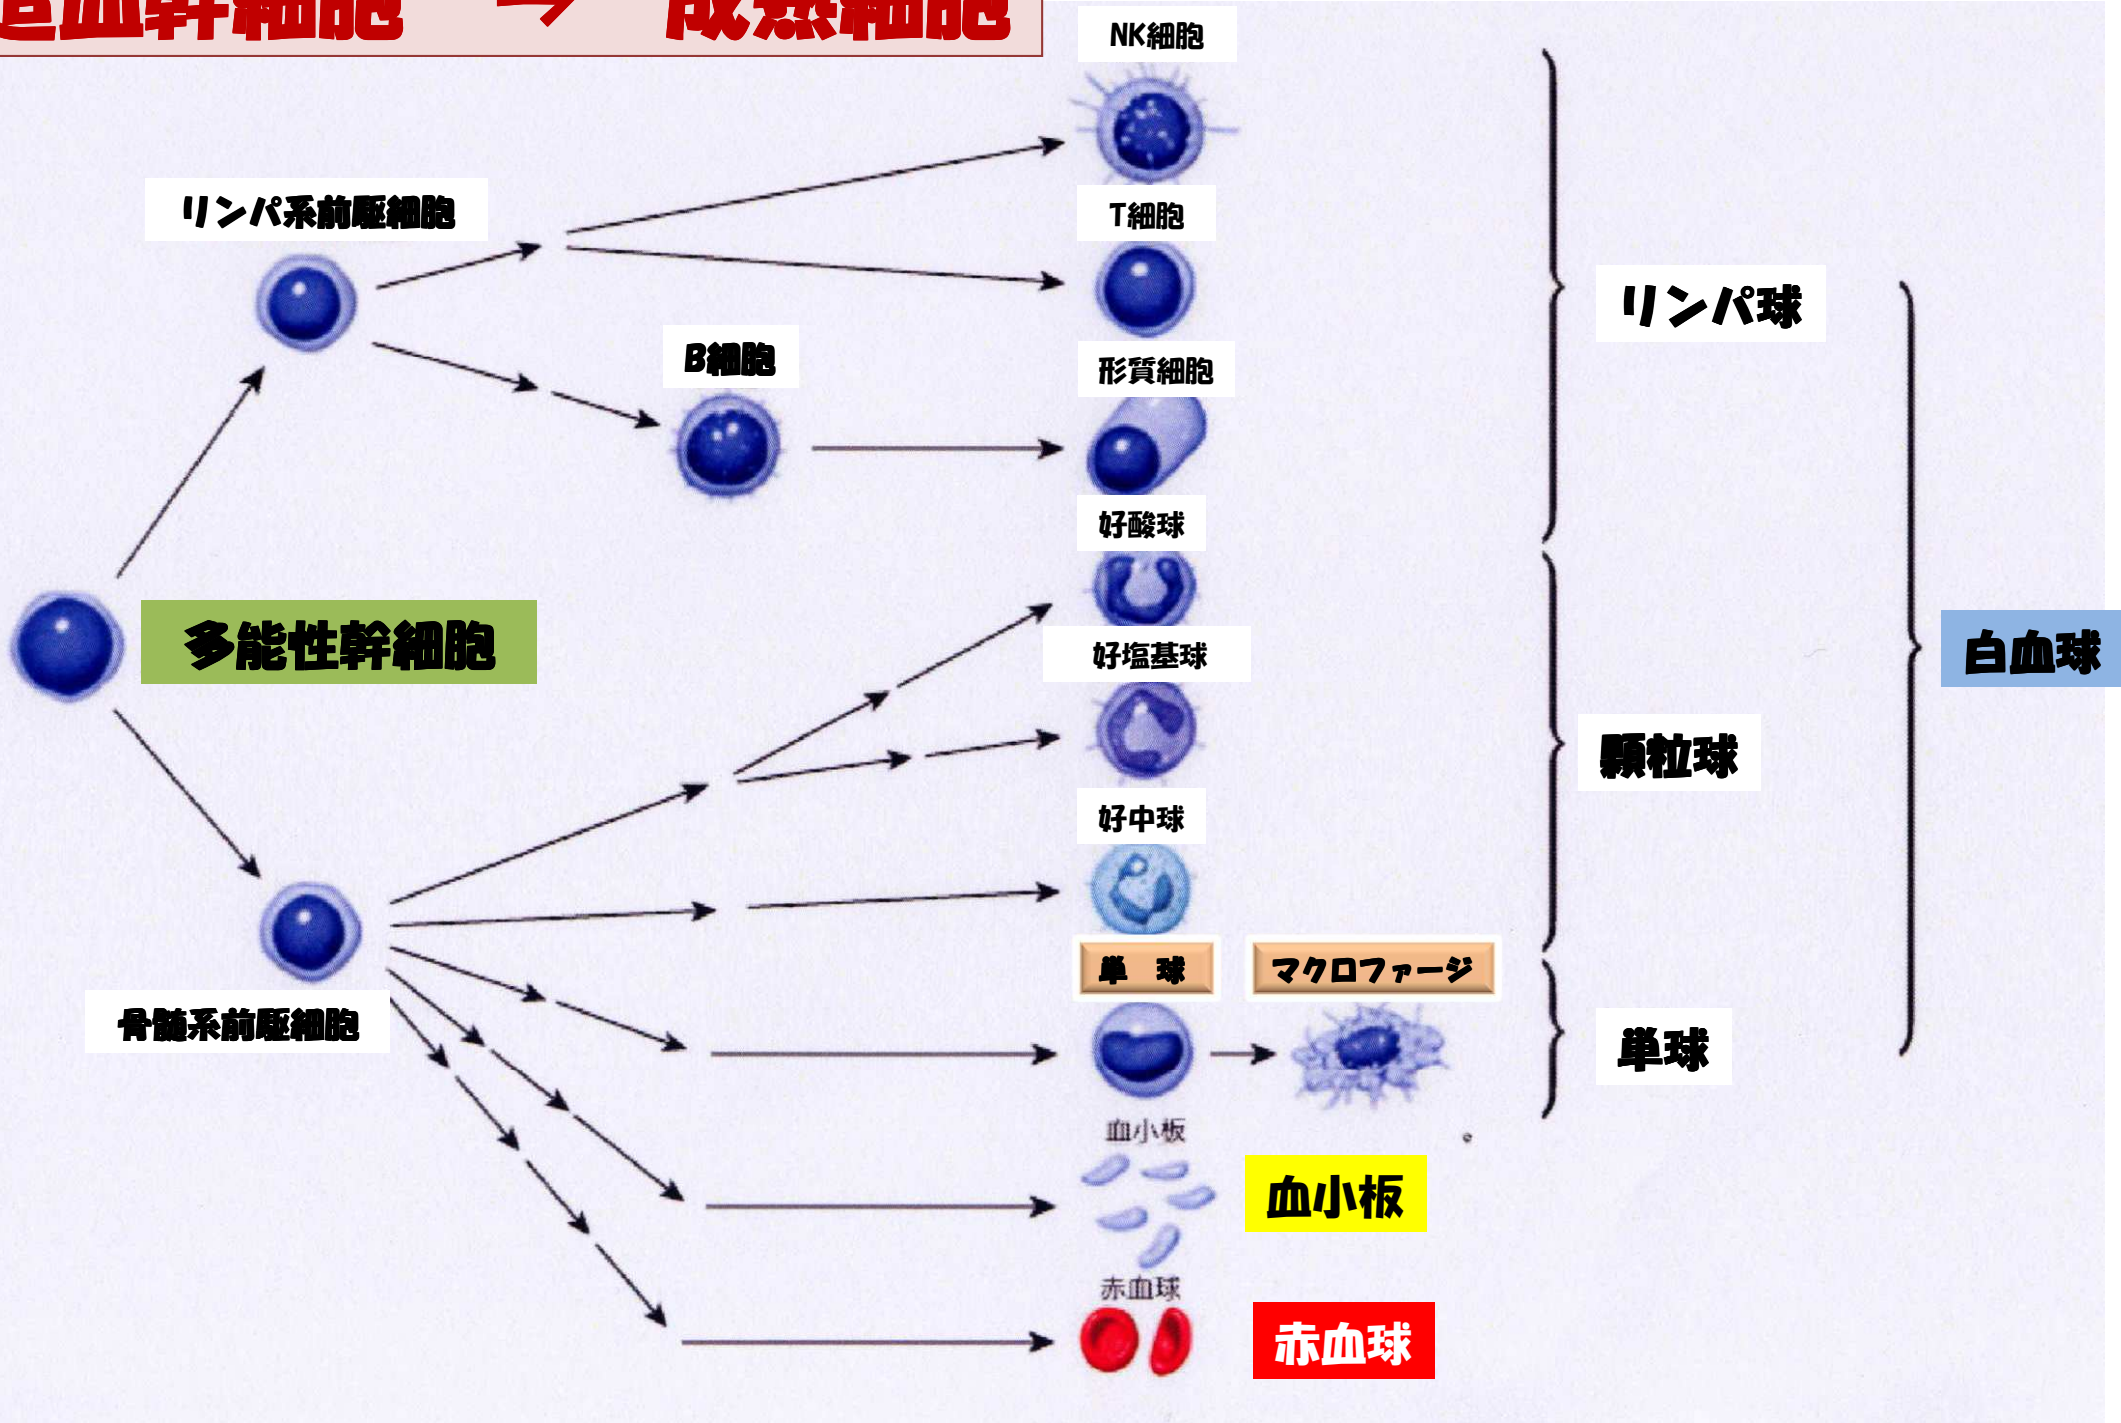 造血幹細胞 → 成熟細胞
NK細胞
リンパ系前駆細胞
T細胞
リンパ球
B細胞
形質細胞
好酸球
多能性幹細胞
好塩基球
白血球
顆粒球
好中球
単 球
マクロファージ
骨髄系前駆細胞
単球
血小板
血小板
赤血球
赤血球